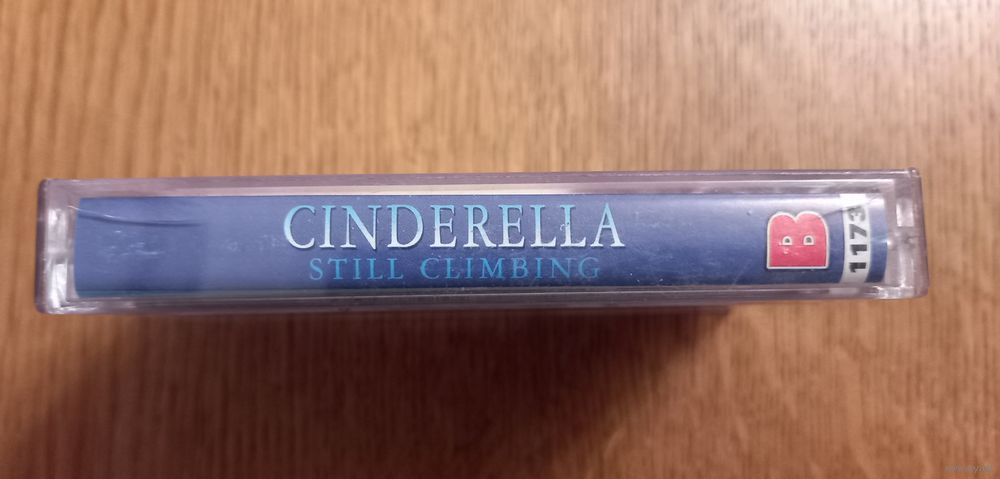 CINDERELLA
STILL CLIMBING
B
1173